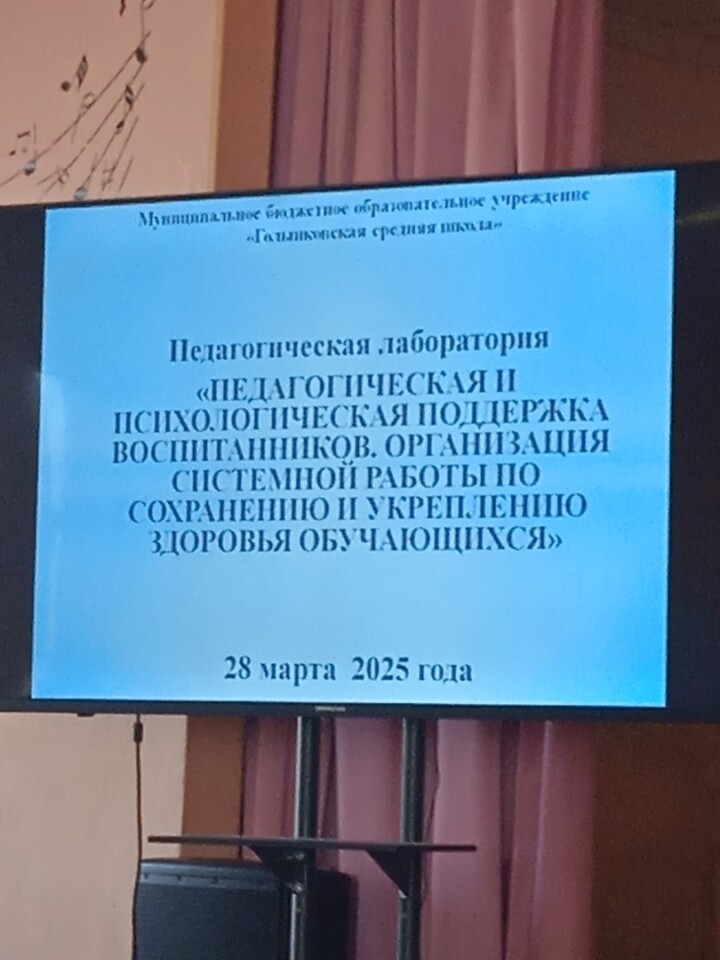 Муниципальное бюджетное образовательное учреждение
«Голынковская средняя школа»
Педагогическая лаборатория
«ПЕДАГОГИЧЕСКАЯ И
ПСИХОЛОГИЧЕСКАЯ ПОДДЕРЖКА
ВОСПИТАННИКОВ. ОРГАНИЗАЦИЯ
СИСТЕМНОЙ РАБОТЫ ПО
СОХРАНЕНИЮ И УКРЕПЛЕНИЮ
ЗДОРОВЬЯ ОБУЧАЮЩИХСЯ»
28 марта 2025 года